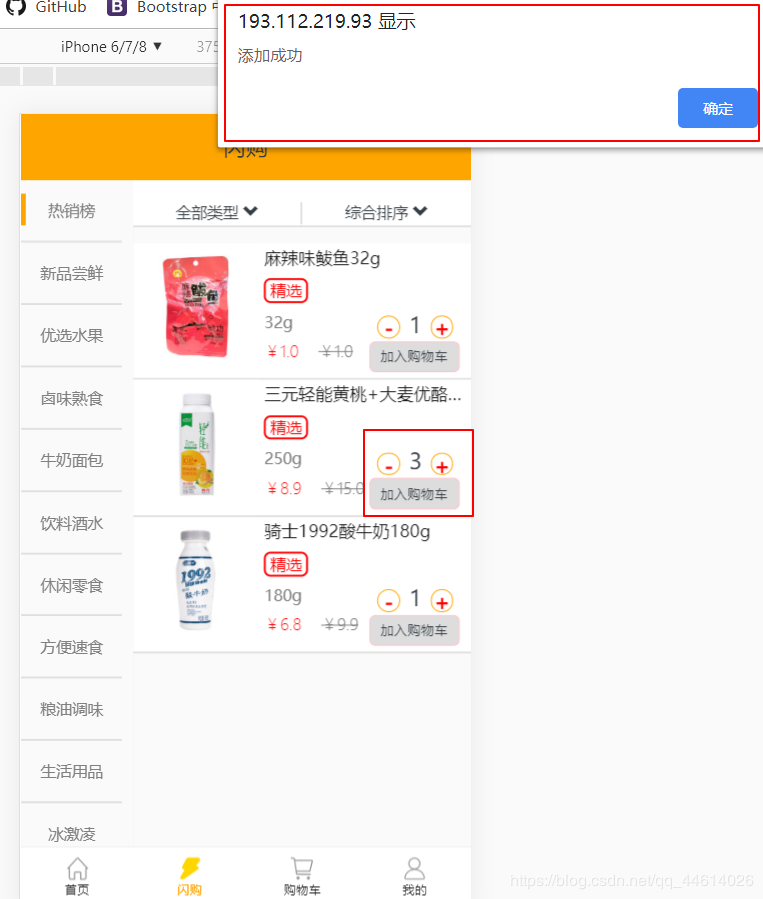 GitHub
Bootstrap
iPhone 6/7/8 ▼
375
193.112.219.93 显示
添加成功
确定
闪购
热销榜
新品尝鲜
优选水果
卤味熟食
牛奶面包
饮料酒水
休闲零食
方便速食
粮油调味
生活用品
冰激凌
全部类型
综合排序
麻辣味鲅鱼32g
精选
32g
- 1 +
¥1.0 ¥1.0
加入购物车
三元轻能黄桃+大麦优酪...
精选
250g
- 3 +
¥8.9 ¥15.0
加入购物车
骑士1992酸牛奶180g
精选
180g
- 1 +
¥6.8 ¥9.9
加入购物车
1992
酸牛奶
首页
闪购
购物车
我的
https://blog.csdn.net/qq_44614026